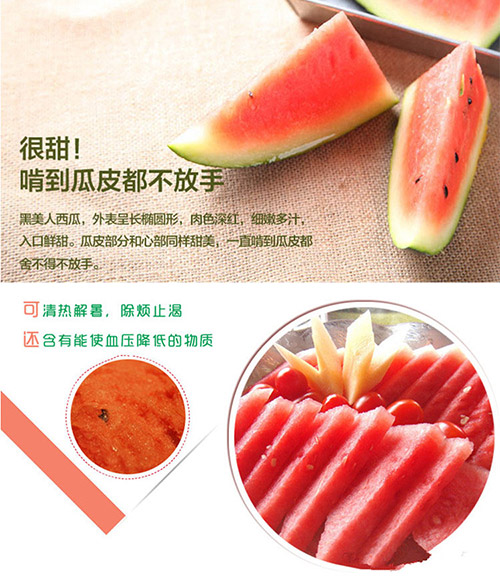 很甜！
啃到瓜皮都不放手
黑美人西瓜，外表呈长椭圆形，肉色深红，细嫩多汁，
入口鲜甜。瓜皮部分和心部同样甜美，一直啃到瓜皮都
舍不得不放手。
可清热解暑，除烦止渴
还含有能使血压降低的物质